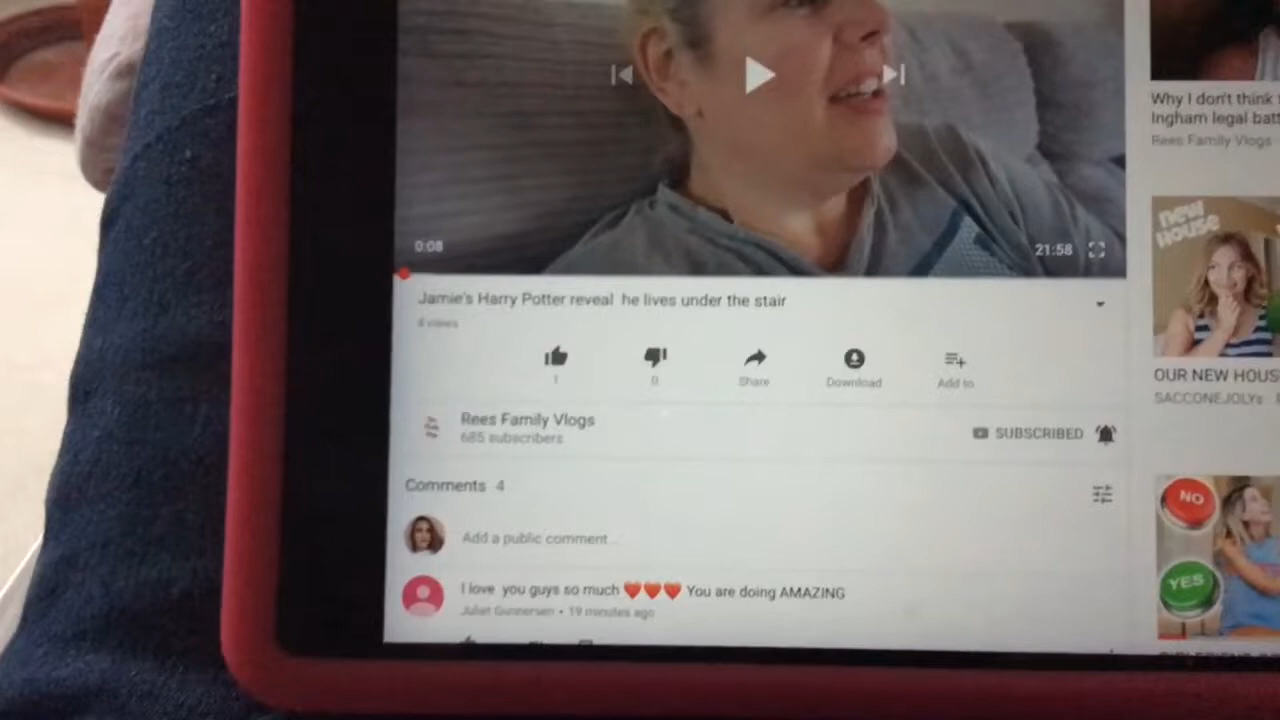 0:08
21:58
Jamie's Harry Potter reveal he lives under the stair
4 views
1
0
Share
Download
Add to
Rees Family Vlogs
685 subscribers
SUBSCRIBED
Comments 4
Add a public comment...
I love you guys so much ❤️❤️❤️ You are doing AMAZING
Juliet Gunnersen • 19 minutes ago
Why I don't think
Ingham legal
Rees Family Vlogs
new
house
OUR NEW HOUS
SACCONEJOLYs
NO
YES